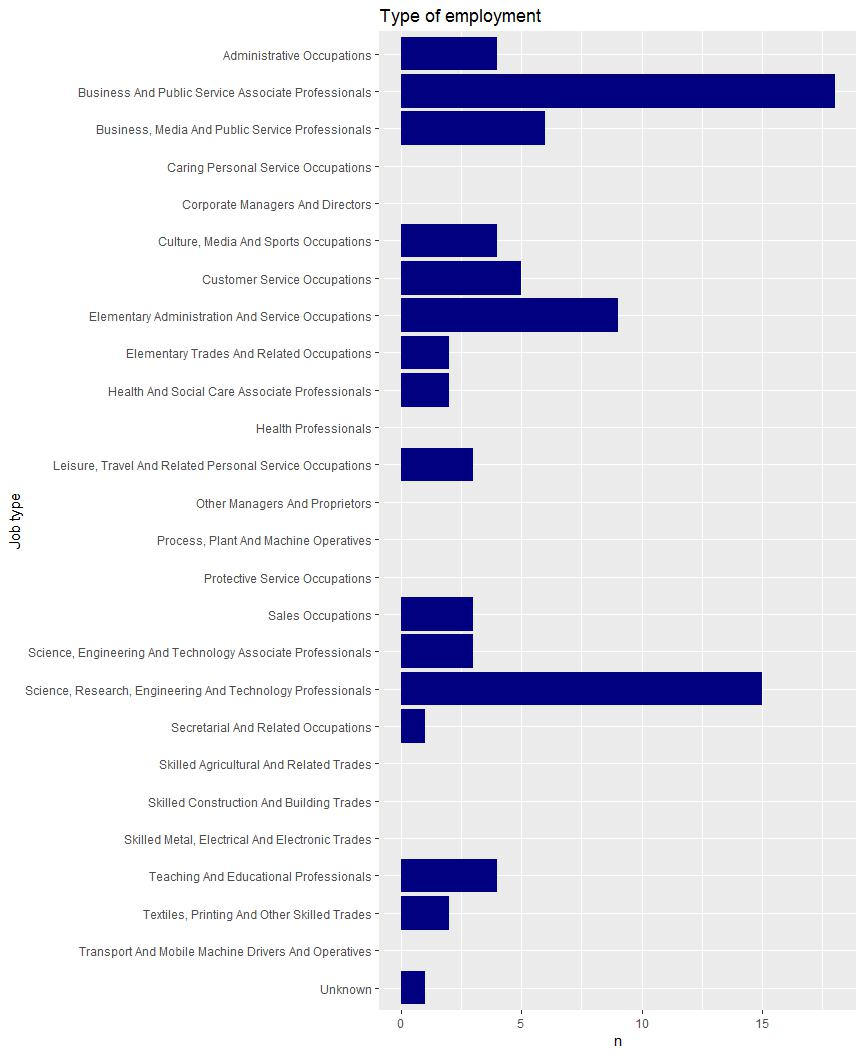 Type of employment
Administrative Occupations
Business And Public Service Associate Professionals
Business, Media And Public Service Professionals
Caring Personal Service Occupations
Corporate Managers And Directors
Culture, Media And Sports Occupations
Customer Service Occupations
Elementary Administration And Service Occupations
Elementary Trades And Related Occupations
Health And Social Care Associate Professionals
Health Professionals
Leisure, Travel And Related Personal Service Occupations
Other Managers And Proprietors
Job type
Process, Plant And Machine Operatives
Protective Service Occupations
Sales Occupations
Science, Engineering And Technology Associate Professionals
Science, Research, Engineering And Technology Professionals
Secretarial And Related Occupations
Skilled Agricultural And Related Trades
Skilled Construction And Building Trades
Skilled Metal, Electrical And Electronic Trades
Teaching And Educational Professionals
Textiles, Printing And Other Skilled Trades
Transport And Mobile Machine Drivers And Operatives
Unknown
0 5 10 15
n